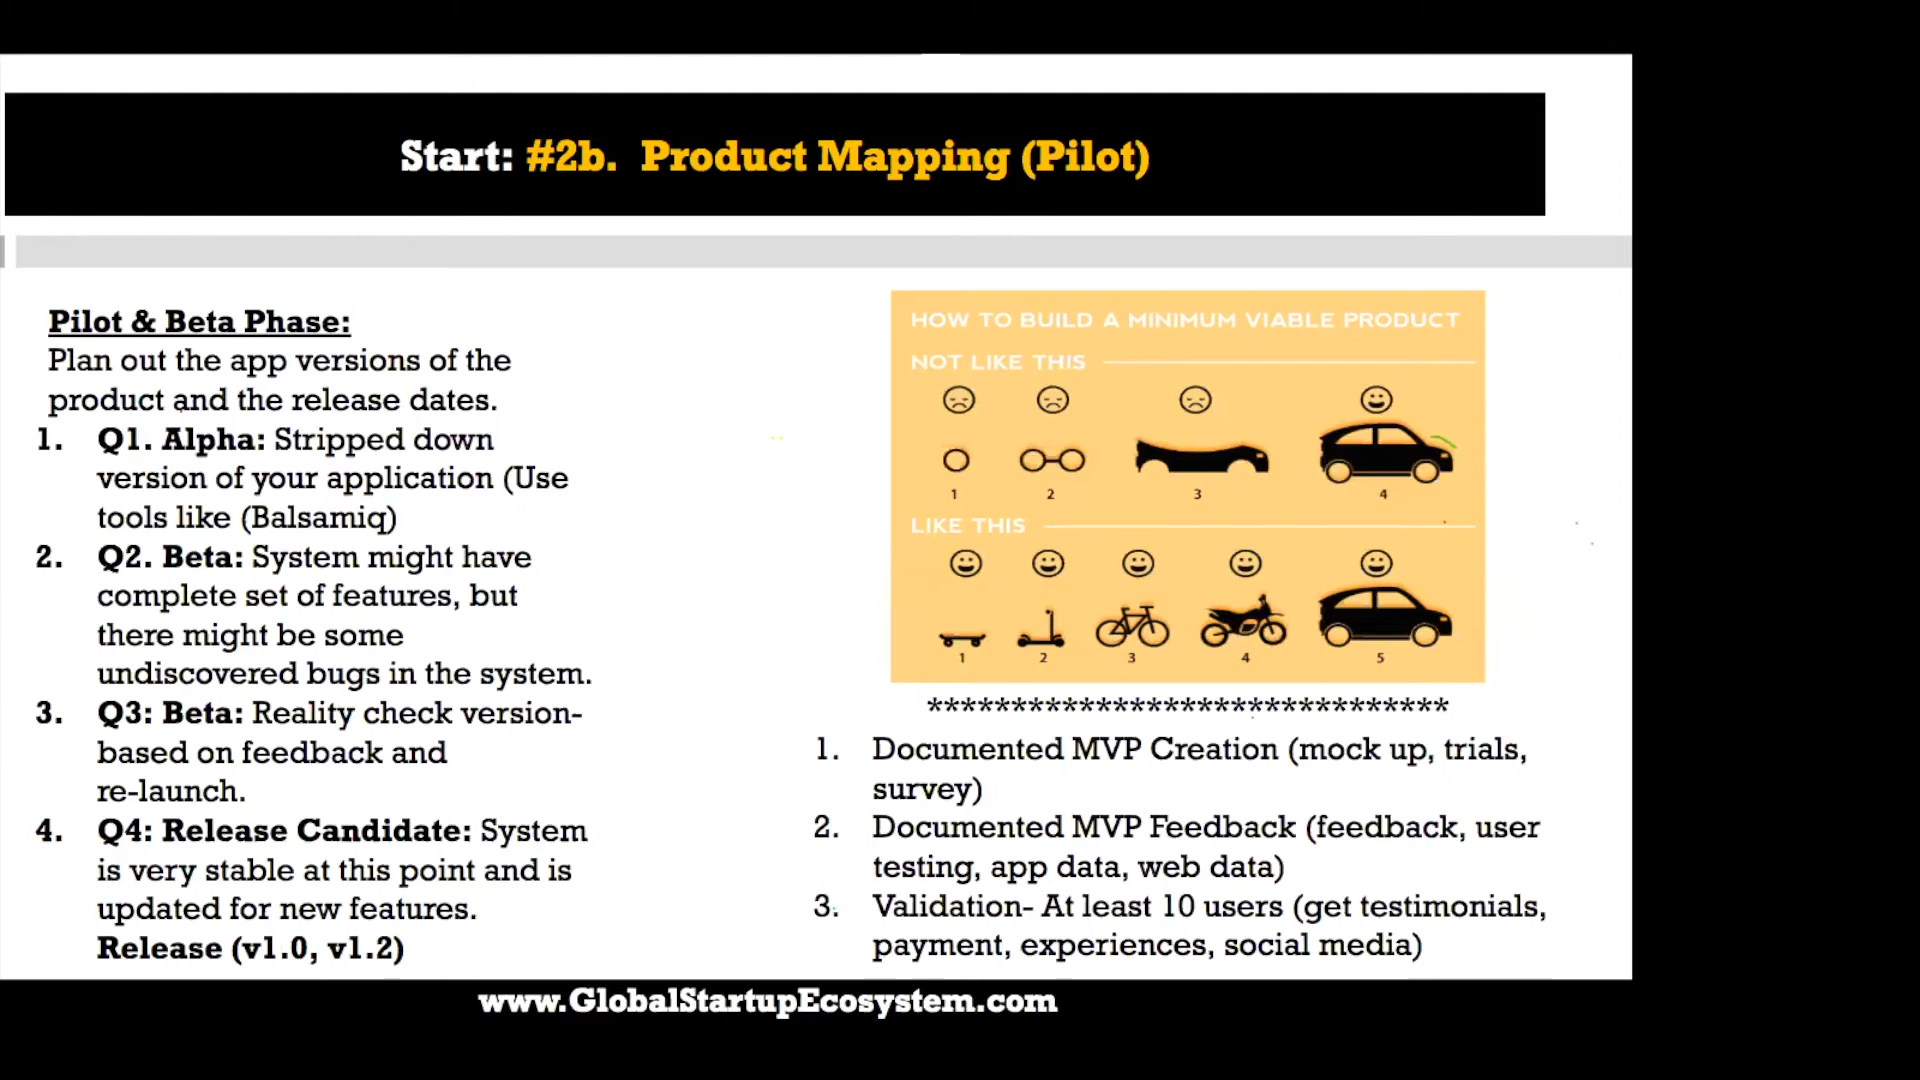 Start: #2b. Product Mapping (Pilot)
Pilot & Beta Phase:
Plan out the app versions of the
product and the release dates.
1. Q1. Alpha: Stripped down
version of your application (Use
tools like (Balsamiq)
2. Q2. Beta: System might have
complete set of features, but
there might be some
undiscovered bugs in the system.
3. Q3: Beta: Reality check version-
based on feedback and
re-launch.
4. Q4: Release Candidate: System
is very stable at this point and is
updated for new features.
Release (v1.0, v1.2)
HOW TO BUILD A MINIMUM VIABLE PRODUCT
NOT LIKE THIS
1 2 3 4
LIKE THIS
1 2 3 4 5
*******************************
1. Documented MVP Creation (mock up, trials,
survey)
2. Documented MVP Feedback (feedback, user
testing, app data, web data)
3. Validation- At least 10 users (get testimonials,
payment, experiences, social media)
www.GlobalStartupEcosystem.com